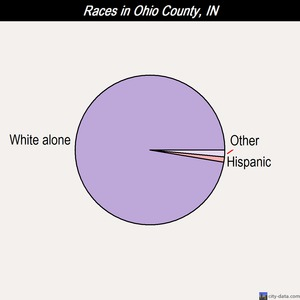 Races in Ohio County, IN
White alone
Other
Hispanic
city-data.com